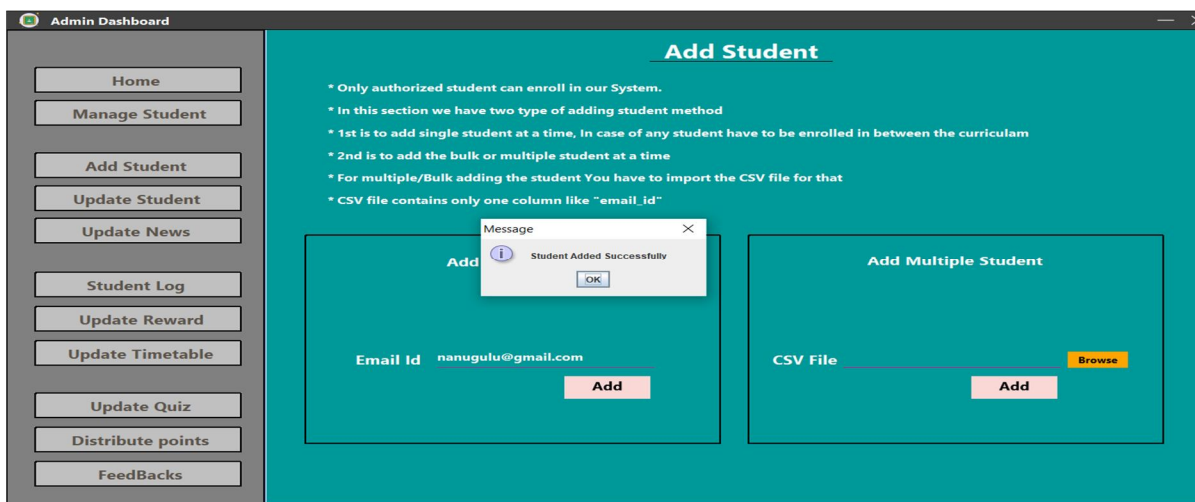 Admin Dashboard
Home
Manage Student
Add Student
Update Student
Update News
Student Log
Update Reward
Update Timetable
Update Quiz
Distribute points
FeedBacks
Add Student
* Only authorized student can enroll in our System.
* In this section we have two type of adding student method
* 1st is to add single student at a time, In case of any student have to be enrolled in between the curriculam
* 2nd is to add the bulk or multiple student at a time
* For multiple/Bulk adding the student You have to import the CSV file for that
* CSV file contains only one column like "email_id"
Message
Student Added Successfully
OK
Add
Email Id nanugulu@gmail.com
Add
Add Multiple Student
CSV File
Browse
Add